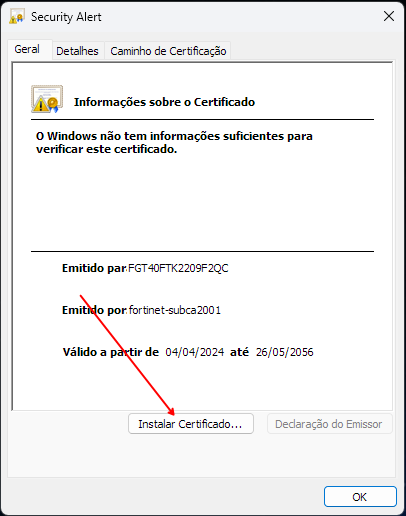 Security Alert
Geral Detalhes Caminho de Certificação
Informações sobre o Certificado
O Windows não tem informações suficientes para
verificar este certificado.
Emitido par FGT40FTK2209F2QC
Emitido por fortinet-subca2001
Válido a partir de 04/04/2024 até 26/05/2056
Instalar Certificado... Declaração do Emissor
OK